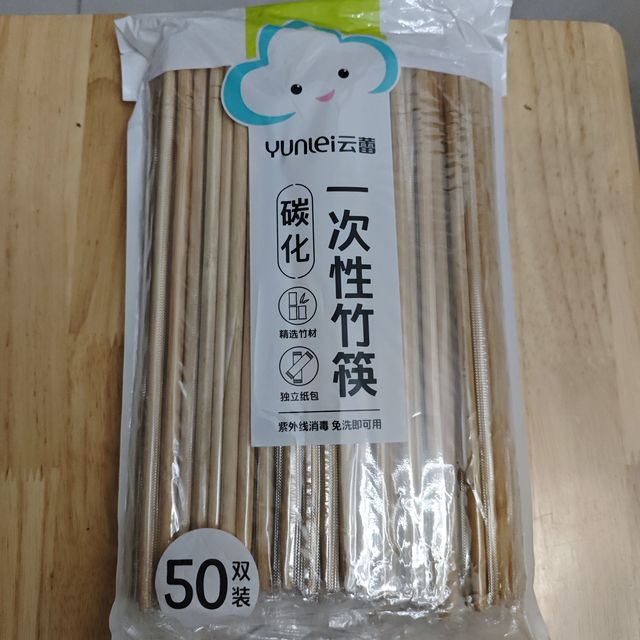 Yunlei云蕾
碳化
一次性竹筷
精选竹材
独立纸包
紫外线消毒 免洗即可用
50双装